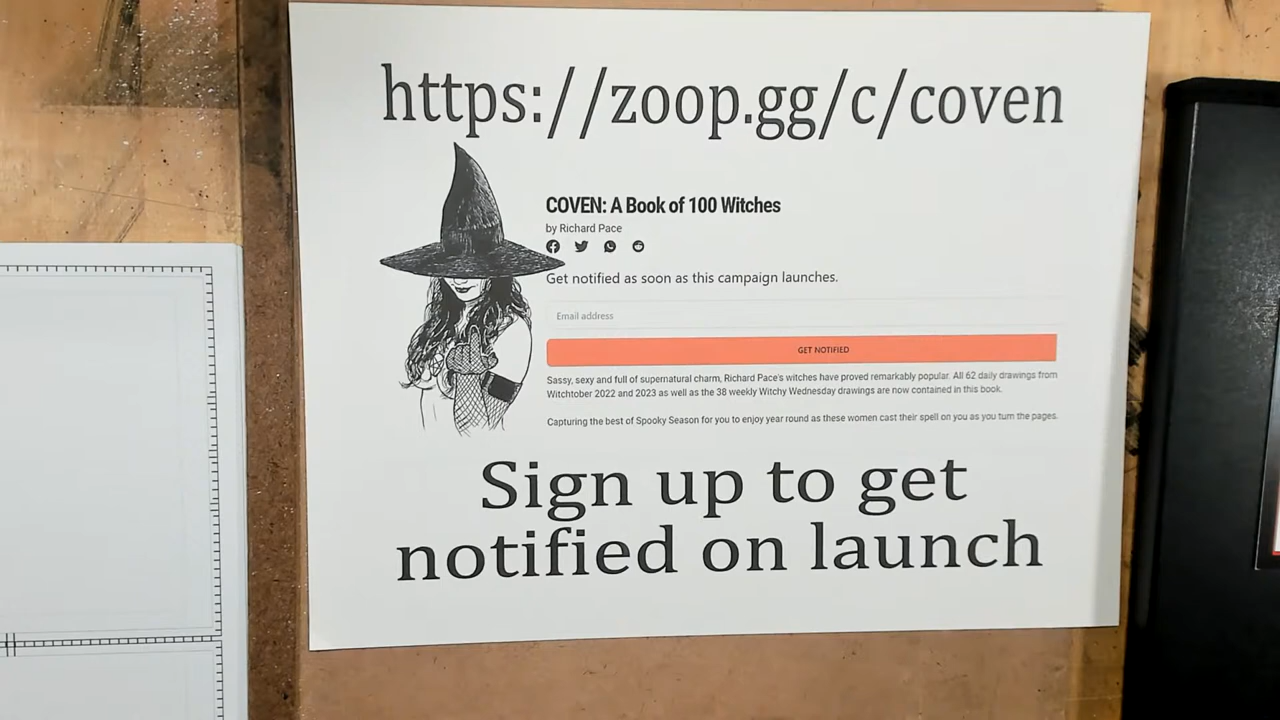 https://zoop.gg/c/coven
COVEN: A Book of 100 Witches
by Richard Pace
Get notified as soon as this campaign launches.
Email address
GET NOTIFIED
Sassy, sexy and full of supernatural charm, Richard Pace's witches have proved remarkably popular. All 62 daily drawings from
Witchtober 2022 and 2023 as well as the 38 weekly Witchy Wednesday drawings are now contained in this book.
Capturing the best of Spooky Season for you to enjoy year round as these women cast their spell on you as you turn the pages.
Sign up to get
notified on launch